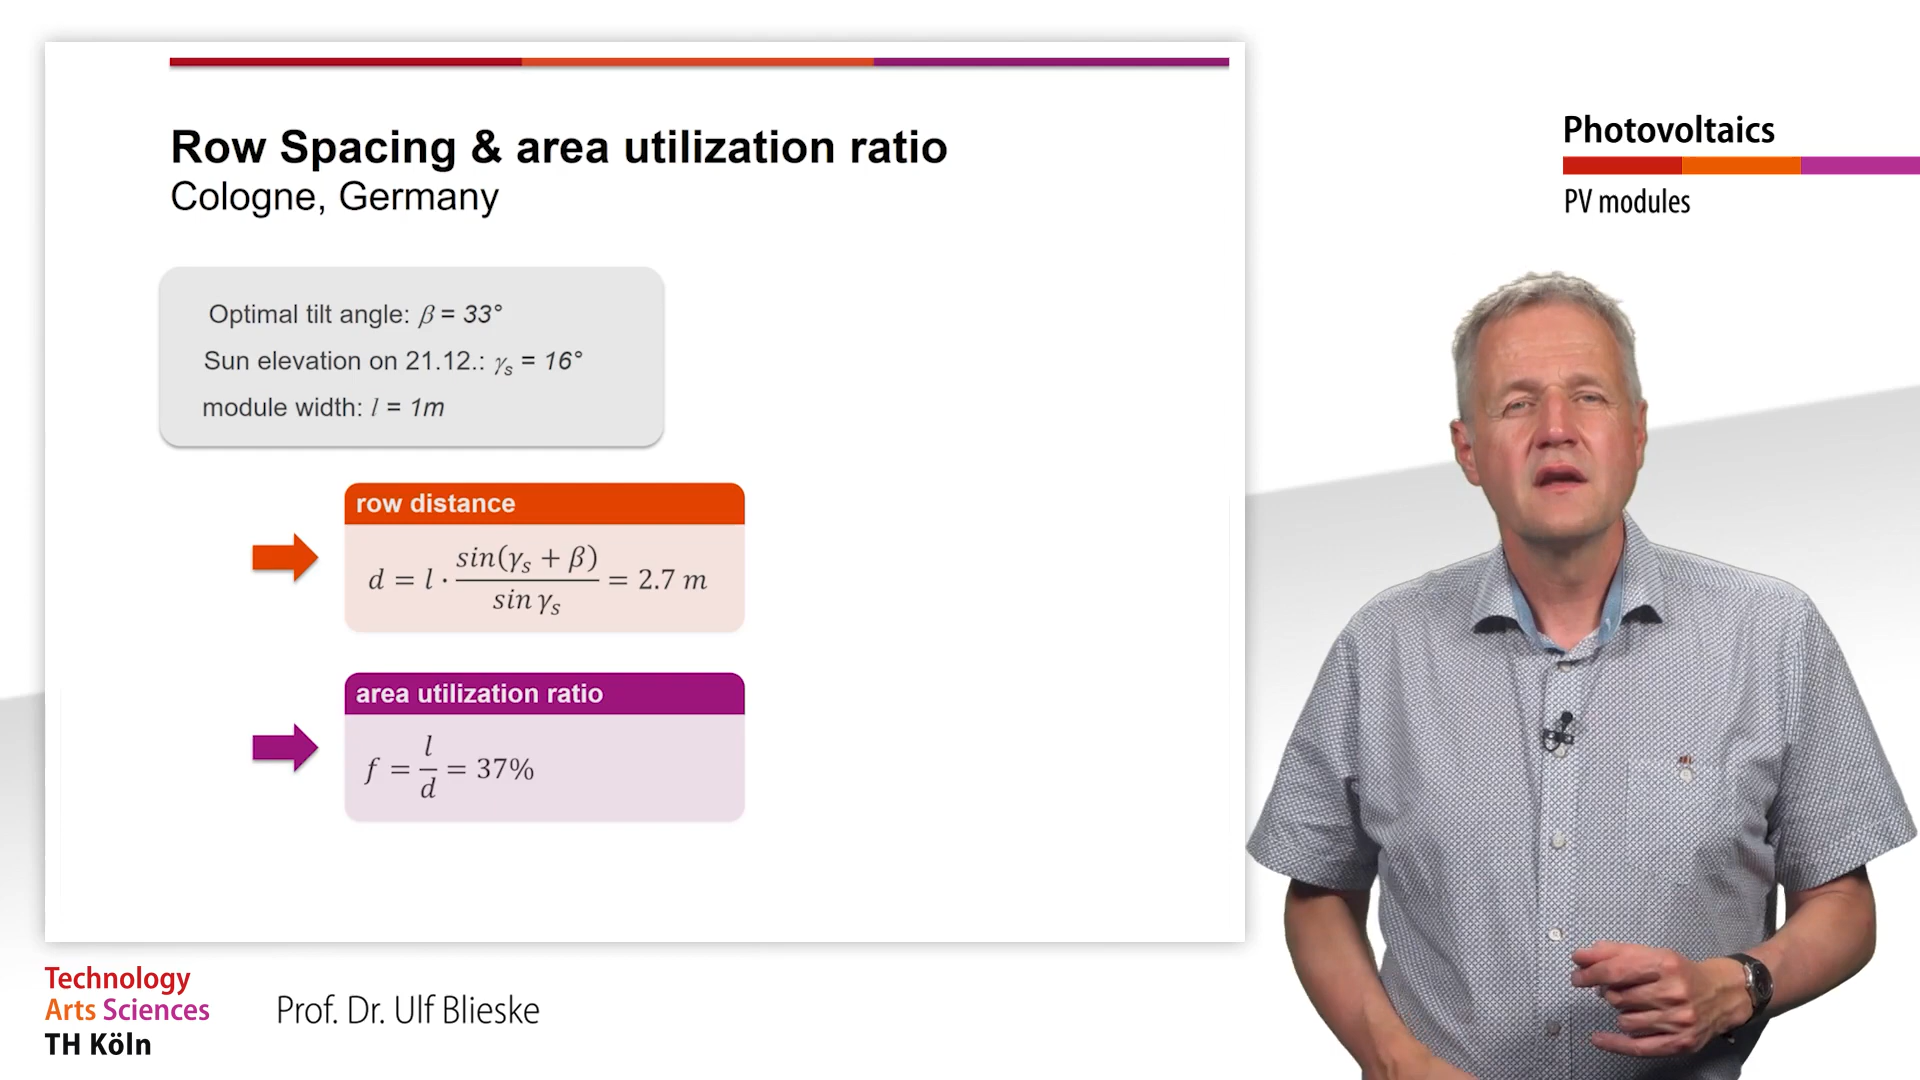 Row Spacing & area utilization ratio
Cologne, Germany
Optimal tilt angle: β = 33°
Sun elevation on 21.12.: γₛ = 16°
module width: l = 1m
row distance
d = l · sin(γₛ + β) / sin γₛ = 2.7 m
area utilization ratio
f = l / d = 37%
Photovoltaics
PV modules
Technology
Arts Sciences
TH Köln
Prof. Dr. Ulf Blieske